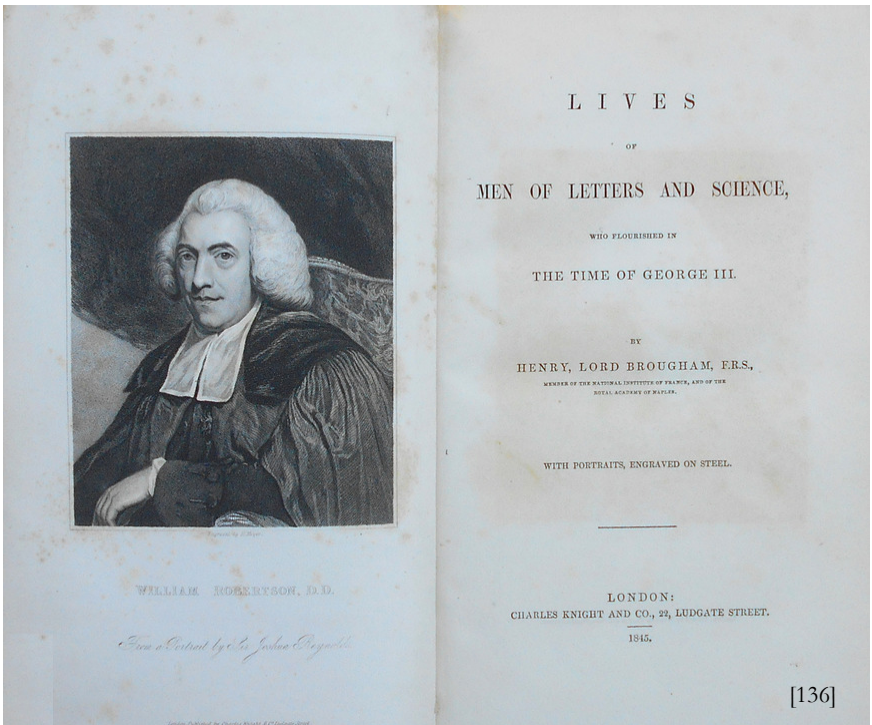 WILLIAM ROBERTSON, D.D.
From a Portrait by Sir Joshua Reynolds.
LIVES
OF
MEN OF LETTERS AND SCIENCE,
WHO FLOURISHED IN
THE TIME OF GEORGE III.
BY
HENRY, LORD BROUGHAM, F.R.S.,
MEMBER OF THE NATIONAL INSTITUTE OF FRANCE, AND OF THE
ROYAL ACADEMY OF NAPLES.
WITH PORTRAITS, ENGRAVED ON STEEL.
LONDON:
CHARLES KNIGHT AND CO., 22, LUDGATE STREET.
1845.
[136]